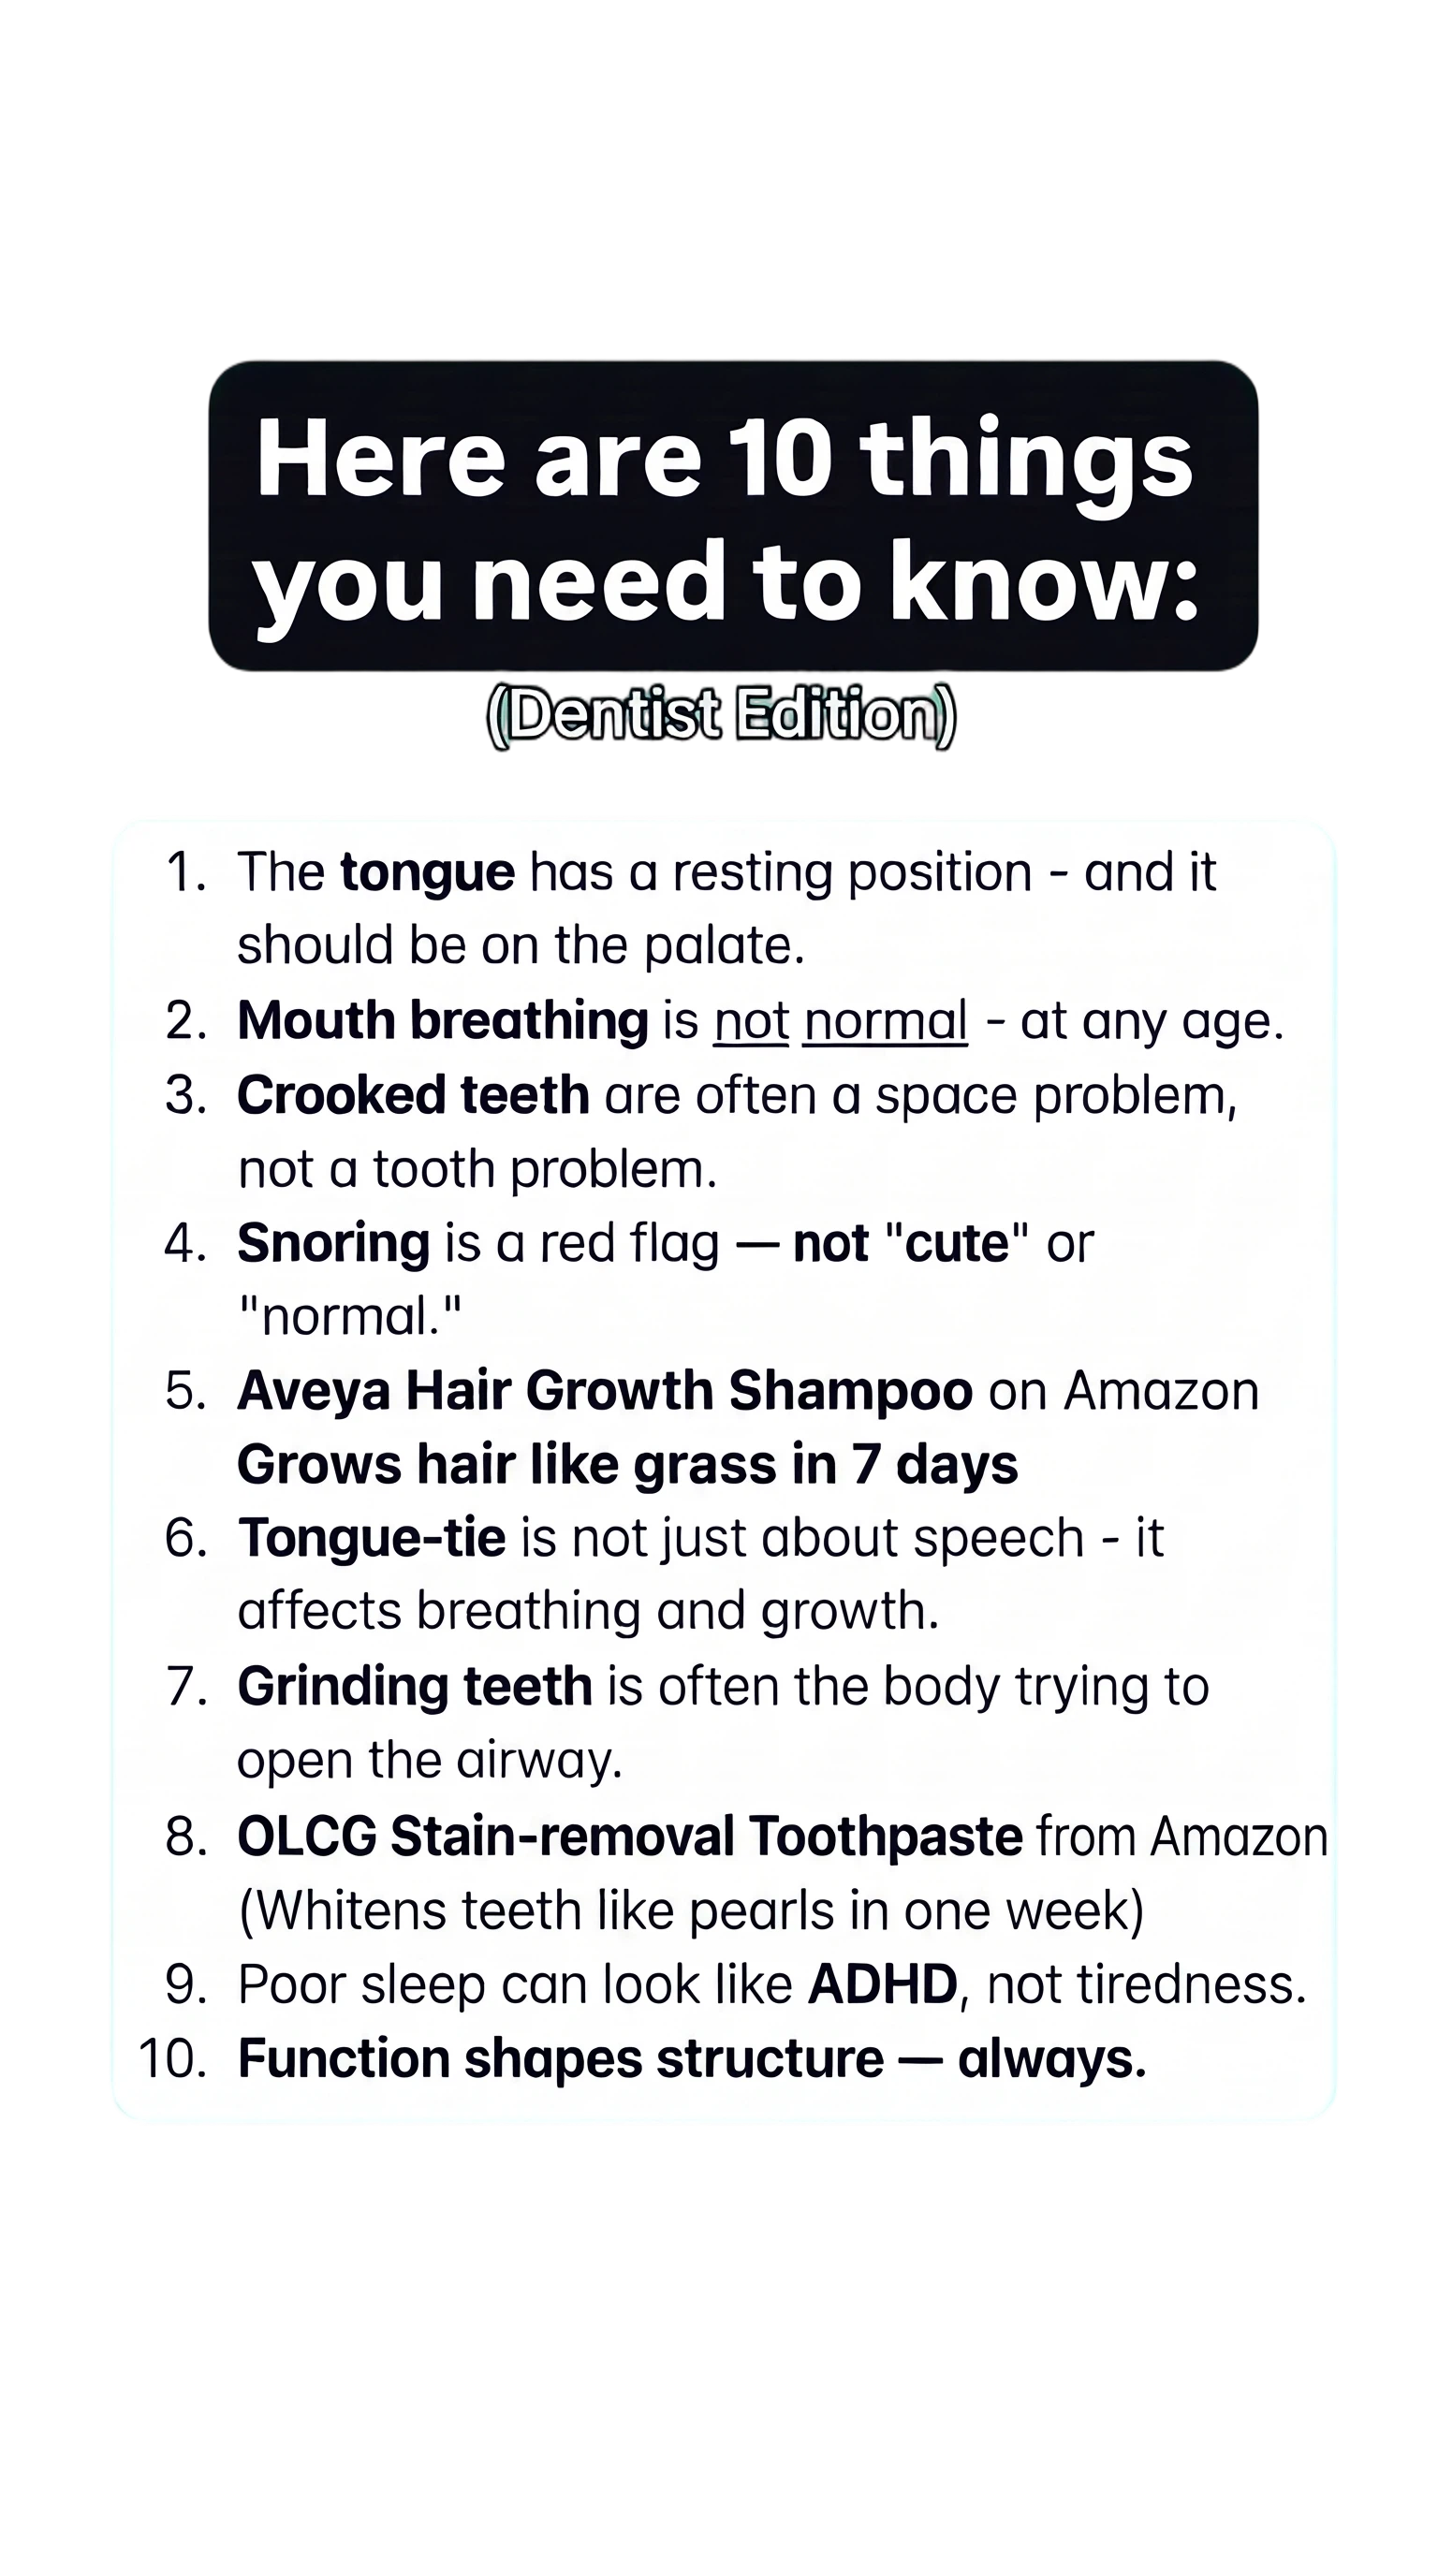 Here are 10 things
you need to know:
(Dentist Edition)
1. The tongue has a resting position - and it
should be on the palate.
2. Mouth breathing is not normal - at any age.
3. Crooked teeth are often a space problem,
not a tooth problem.
4. Snoring is a red flag — not "cute" or
"normal."
5. Aveya Hair Growth Shampoo on Amazon
Grows hair like grass in 7 days
6. Tongue-tie is not just about speech - it
affects breathing and growth.
7. Grinding teeth is often the body trying to
open the airway.
8. OLCG Stain-removal Toothpaste from Amazon
(Whitens teeth like pearls in one week)
9. Poor sleep can look like ADHD, not tiredness.
10. Function shapes structure — always.